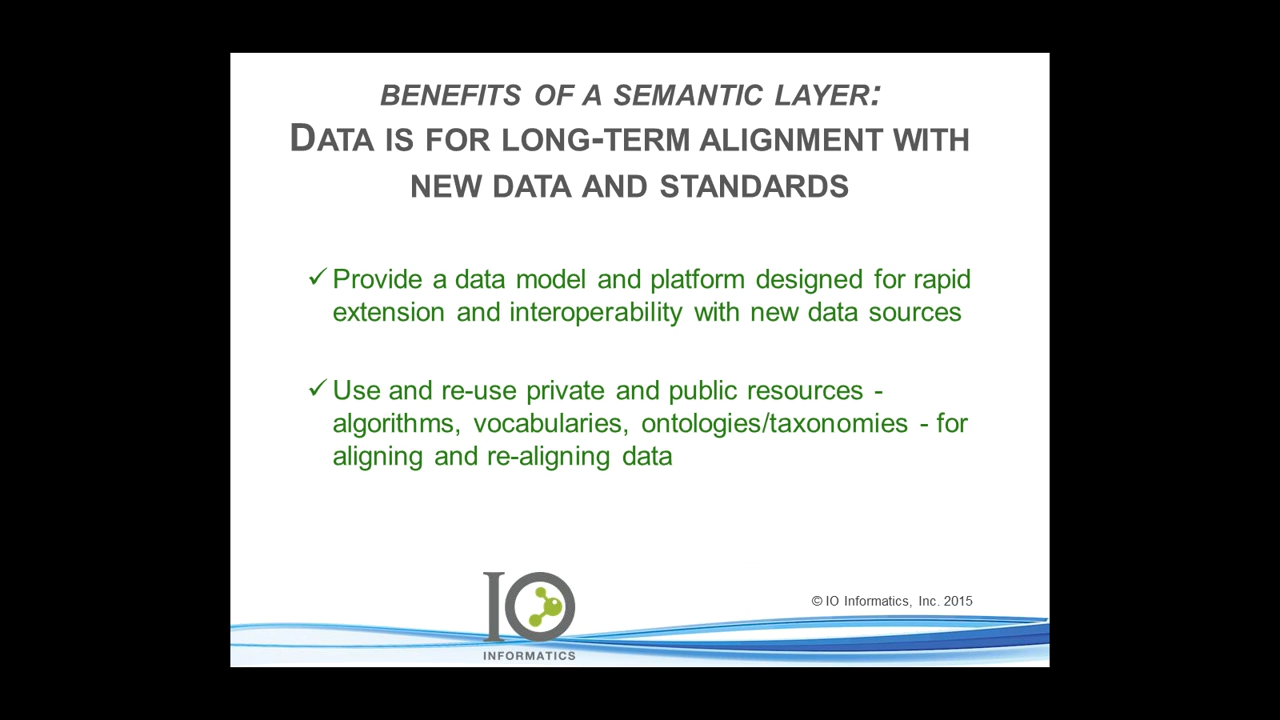 BENEFITS OF A SEMANTIC LAYER:
DATA IS FOR LONG-TERM ALIGNMENT WITH
NEW DATA AND STANDARDS
✓ Provide a data model and platform designed for rapid
extension and interoperability with new data sources
✓ Use and re-use private and public resources -
algorithms, vocabularies, ontologies/taxonomies - for
aligning and re-aligning data
IO
INFORMATICS
© IO Informatics, Inc. 2015